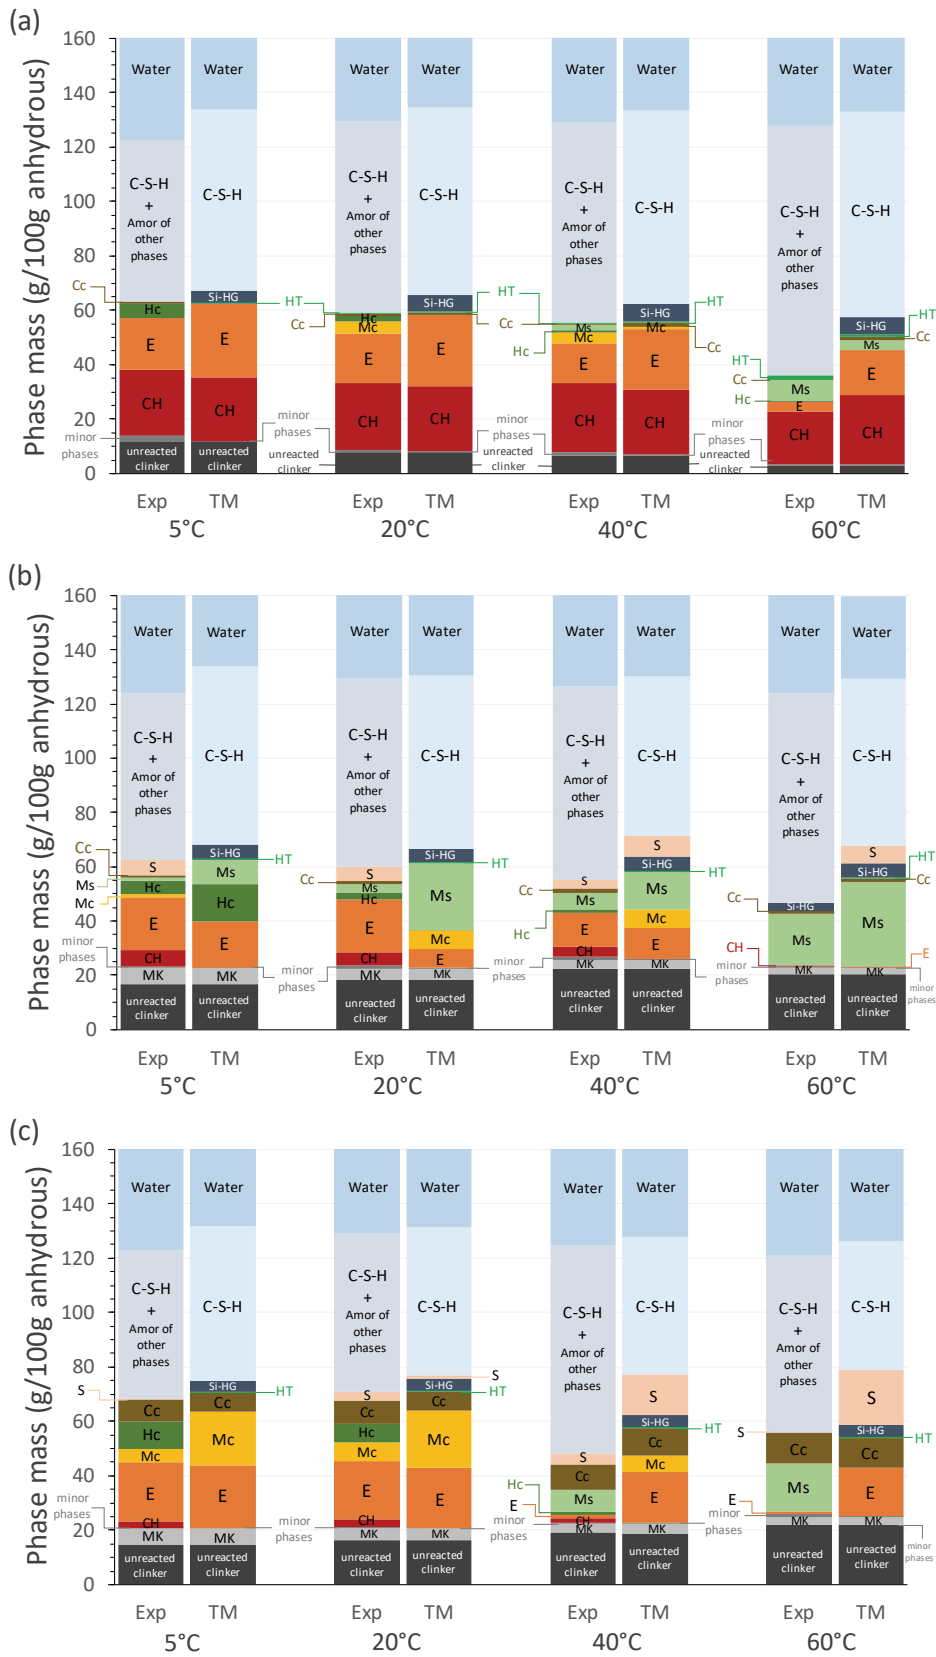 (a)
Phase mass (g/100g anhydrous)
160
140
120
100
80
60
40
20
0
Water
Water
Water
Water
Water
Water
Water
Water
C-S-H
+
Amor of
other
phases
C-S-H
C-S-H
+
Amor of
other
phases
C-S-H
C-S-H
+
Amor of
other
phases
C-S-H
C-S-H
+
Amor of
other
phases
C-S-H
Cc
Hc
E
CH
minor
phases
unreacted
clinker
Si-HG
E
CH
unreacted
clinker
HT
Cc
Hc
Mc
E
CH
minor
phases
unreacted
clinker
Si-HG
E
CH
HT
Cc
Hc
Ms
Mc
E
CH
minor
phases
unreacted
clinker
Si-HG
Mc
E
CH
HT
Cc
HT
Cc
Hc
Ms
E
CH
minor
phases
unreacted
clinker
Si-HG
Ms
E
CH
HT
Cc
Exp TM Exp TM Exp TM Exp TM
5°C 20°C 40°C 60°C
(b)
Phase mass (g/100g anhydrous)
160
140
120
100
80
60
40
20
0
Water
Water
Water
Water
Water
Water
Water
Water
C-S-H
+
Amor of
other
phases
C-S-H
C-S-H
+
Amor of
other
phases
C-S-H
C-S-H
+
Amor of
other
phases
C-S-H
C-S-H
+
Amor of
other
phases
C-S-H
Cc
Ms
Mc
S
Hc
E
CH
MK
minor
phases
unreacted
clinker
Si-HG
HT
Ms
Hc
E
MK
unreacted
clinker
Cc
S
Ms
Hc
E
CH
MK
minor
phases
unreacted
clinker
Si-HG
HT
Ms
Mc
E
MK
unreacted
clinker
Cc
Hc
S
Ms
E
CH
MK
minor
phases
unreacted
clinker
S
Si-HG
HT
Ms
Mc
E
MK
unreacted
clinker
Cc
CH
Si-HG
Ms
MK
minor
phases
unreacted
clinker
S
Si-HG
HT
Cc
Ms
E
MK
minor
phases
unreacted
clinker
Exp TM Exp TM Exp TM Exp TM
5°C 20°C 40°C 60°C
(c)
Phase mass (g/100g anhydrous)
160
140
120
100
80
60
40
20
0
Water
Water
Water
Water
Water
Water
Water
Water
C-S-H
+
Amor of
other
phases
C-S-H
C-S-H
+
Amor of
other
phases
C-S-H
C-S-H
+
Amor of
other
phases
C-S-H
C-S-H
+
Amor of
other
phases
C-S-H
S
Cc
Hc
Mc
E
CH
MK
minor
phases
unreacted
clinker
Si-HG
HT
Cc
Mc
E
MK
unreacted
clinker
S
Cc
Hc
Mc
E
CH
MK
minor
phases
unreacted
clinker
S
Si-HG
HT
Cc
Mc
E
MK
unreacted
clinker
S
Cc
Ms
Hc
E
CH
MK
minor
phases
unreacted
clinker
S
Si-HG
HT
Cc
Mc
E
MK
unreacted
clinker
S
Cc
Ms
E
MK
minor
phases
unreacted
clinker
S
Si-HG
HT
Cc
E
MK
minor
phases
unreacted
clinker
Exp TM Exp TM Exp TM Exp TM
5°C 20°C 40°C 60°C